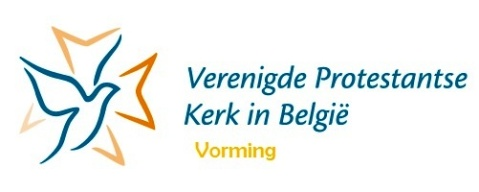 Verenigde Protestantse
Kerk in België
Vorming